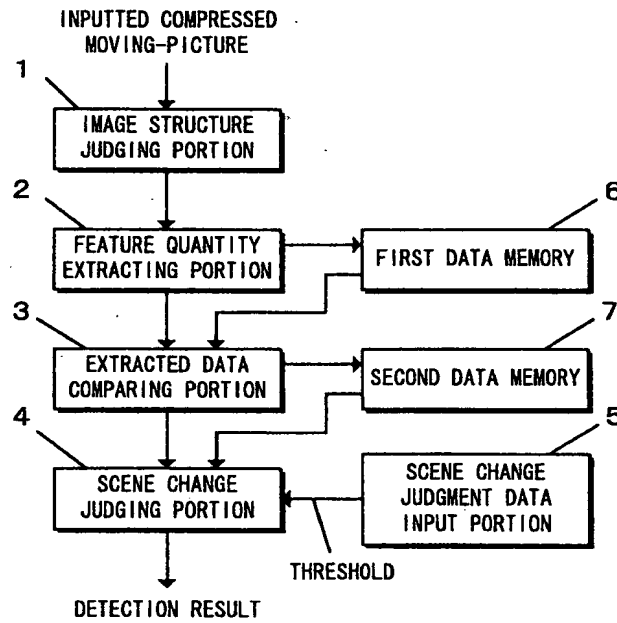 INPUTTED COMPRESSED
MOVING-PICTURE
1
IMAGE STRUCTURE
JUDGING PORTION
2
FEATURE QUANTITY
EXTRACTING PORTION
6
FIRST DATA MEMORY
3
EXTRACTED DATA
COMPARING PORTION
7
SECOND DATA MEMORY
4
SCENE CHANGE
JUDGING PORTION
5
SCENE CHANGE
JUDGMENT DATA
INPUT PORTION
THRESHOLD
DETECTION RESULT